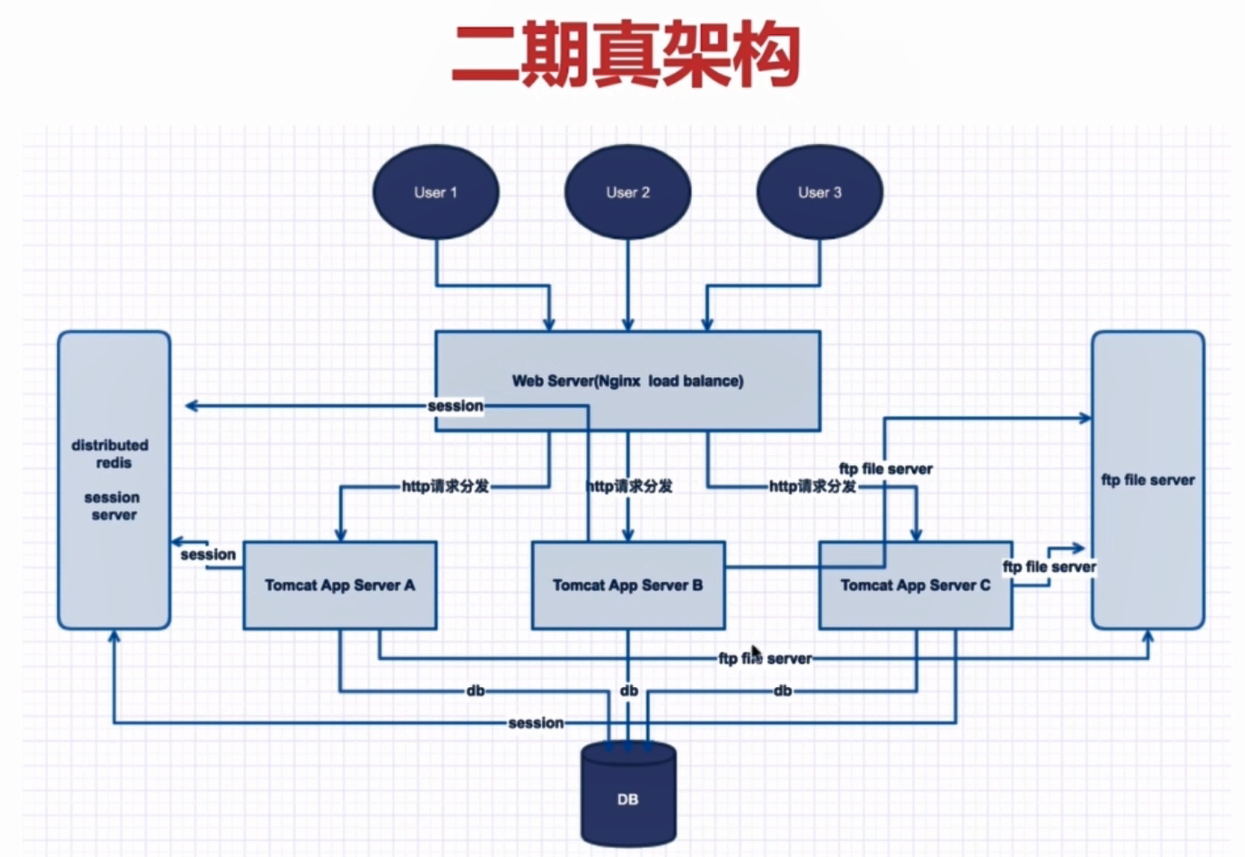 二期真架构
User 1
User 2
User 3
Web Server(Nginx load balance)
session
distributed
redis
session
server
ftp file server
ftp file server
http请求分发
http请求分发
http请求分发
session
Tomcat App Server A
Tomcat App Server B
Tomcat App Server C
ftp file server
ftp file server
db
db
db
session
DB